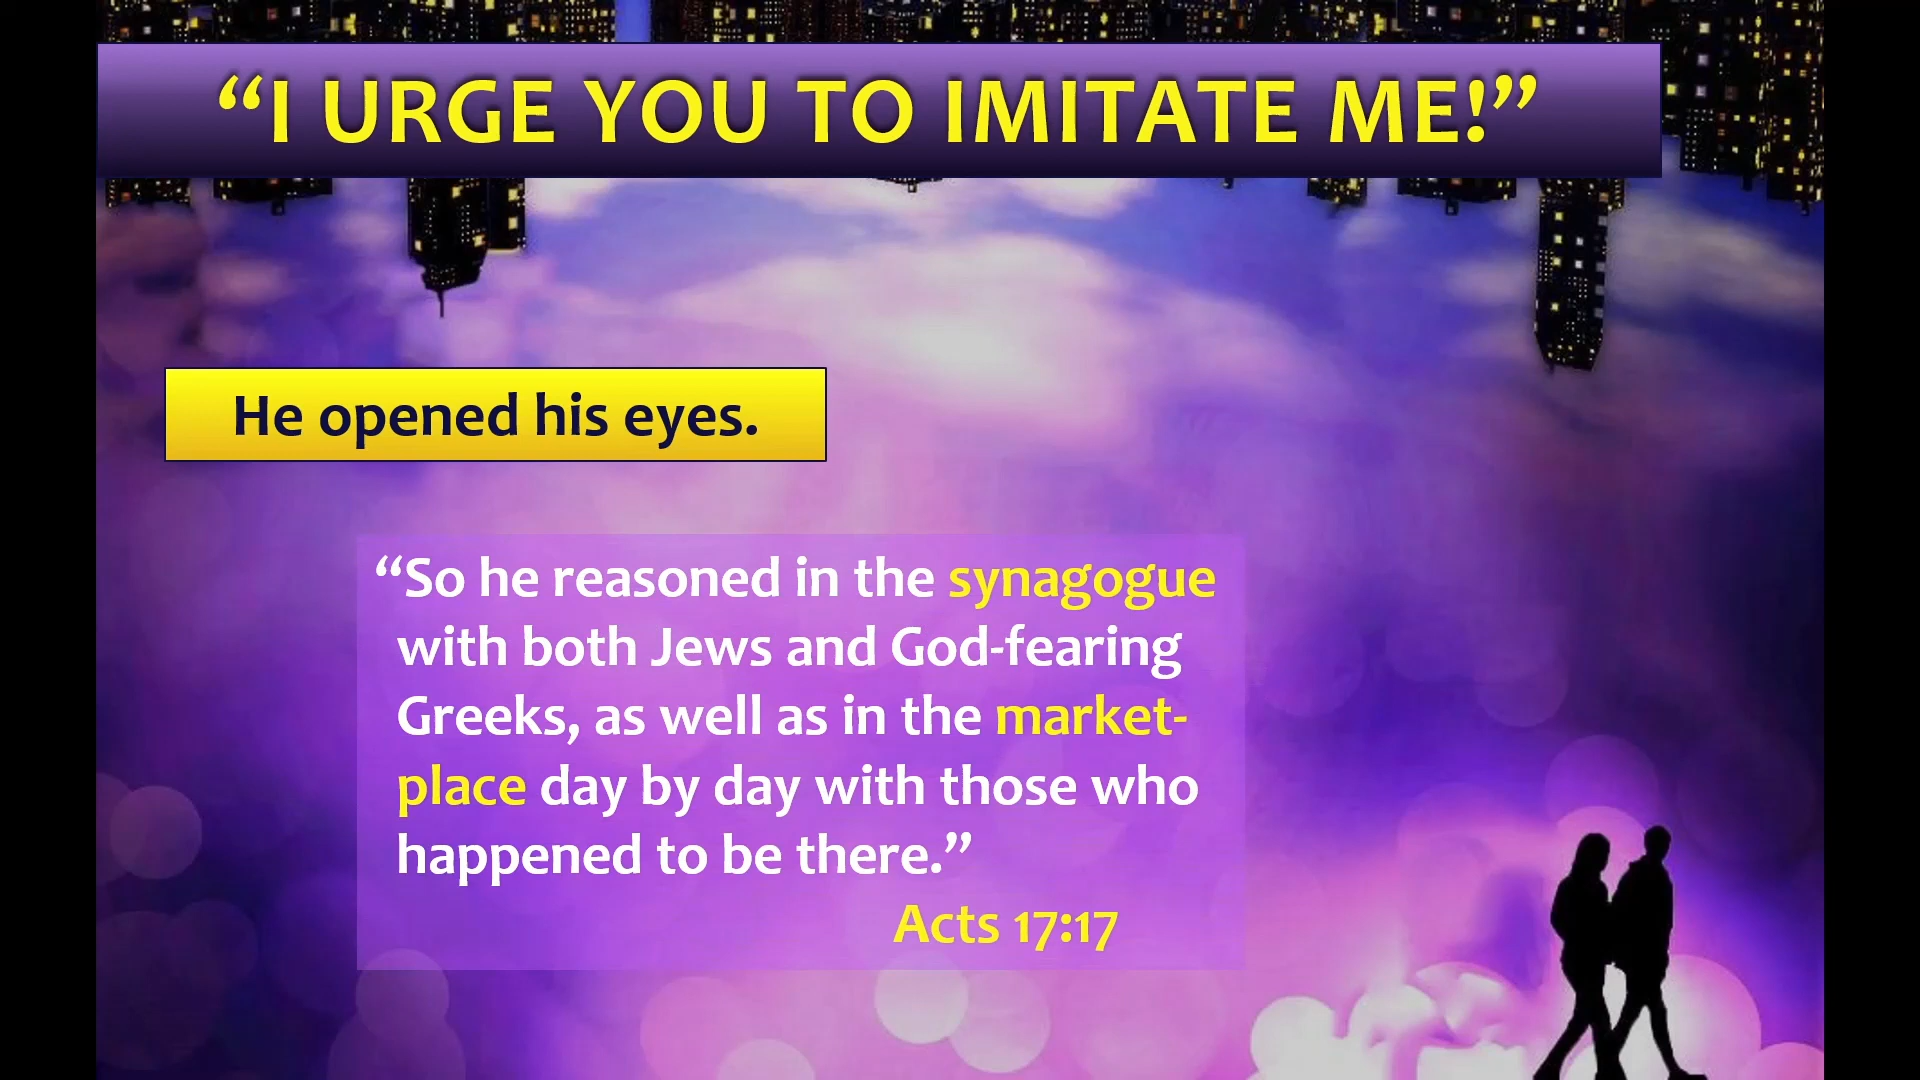 “I URGE YOU TO IMITATE ME!”
He opened his eyes.
“So he reasoned in the synagogue
with both Jews and God-fearing
Greeks, as well as in the market-
place day by day with those who
happened to be there.”
Acts 17:17